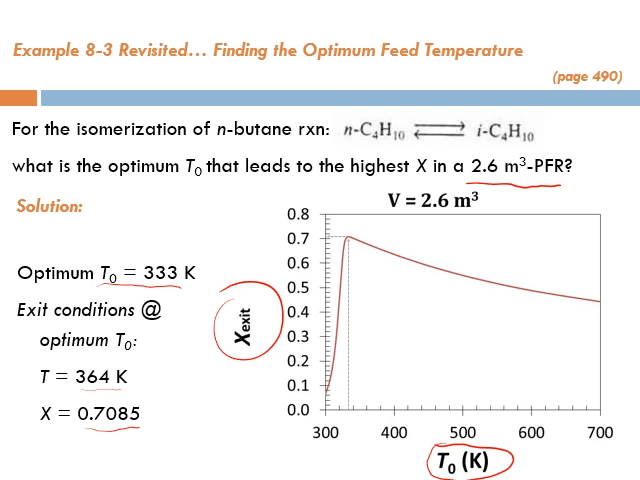 Example 8-3 Revisited... Finding the Optimum Feed Temperature
(page 490)
For the isomerization of n-butane rxn: n-C₄H₁₀ ⇄ i-C₄H₁₀
what is the optimum T₀ that leads to the highest X in a 2.6 m³-PFR?
Solution:
Optimum T₀ = 333 K
Exit conditions @
optimum T₀:
T = 364 K
X = 0.7085
V = 2.6 m³
0.8
0.7
0.6
0.5
0.4
0.3
0.2
0.1
0.0
Xexit
300 400 500 600 700
T₀ (K)